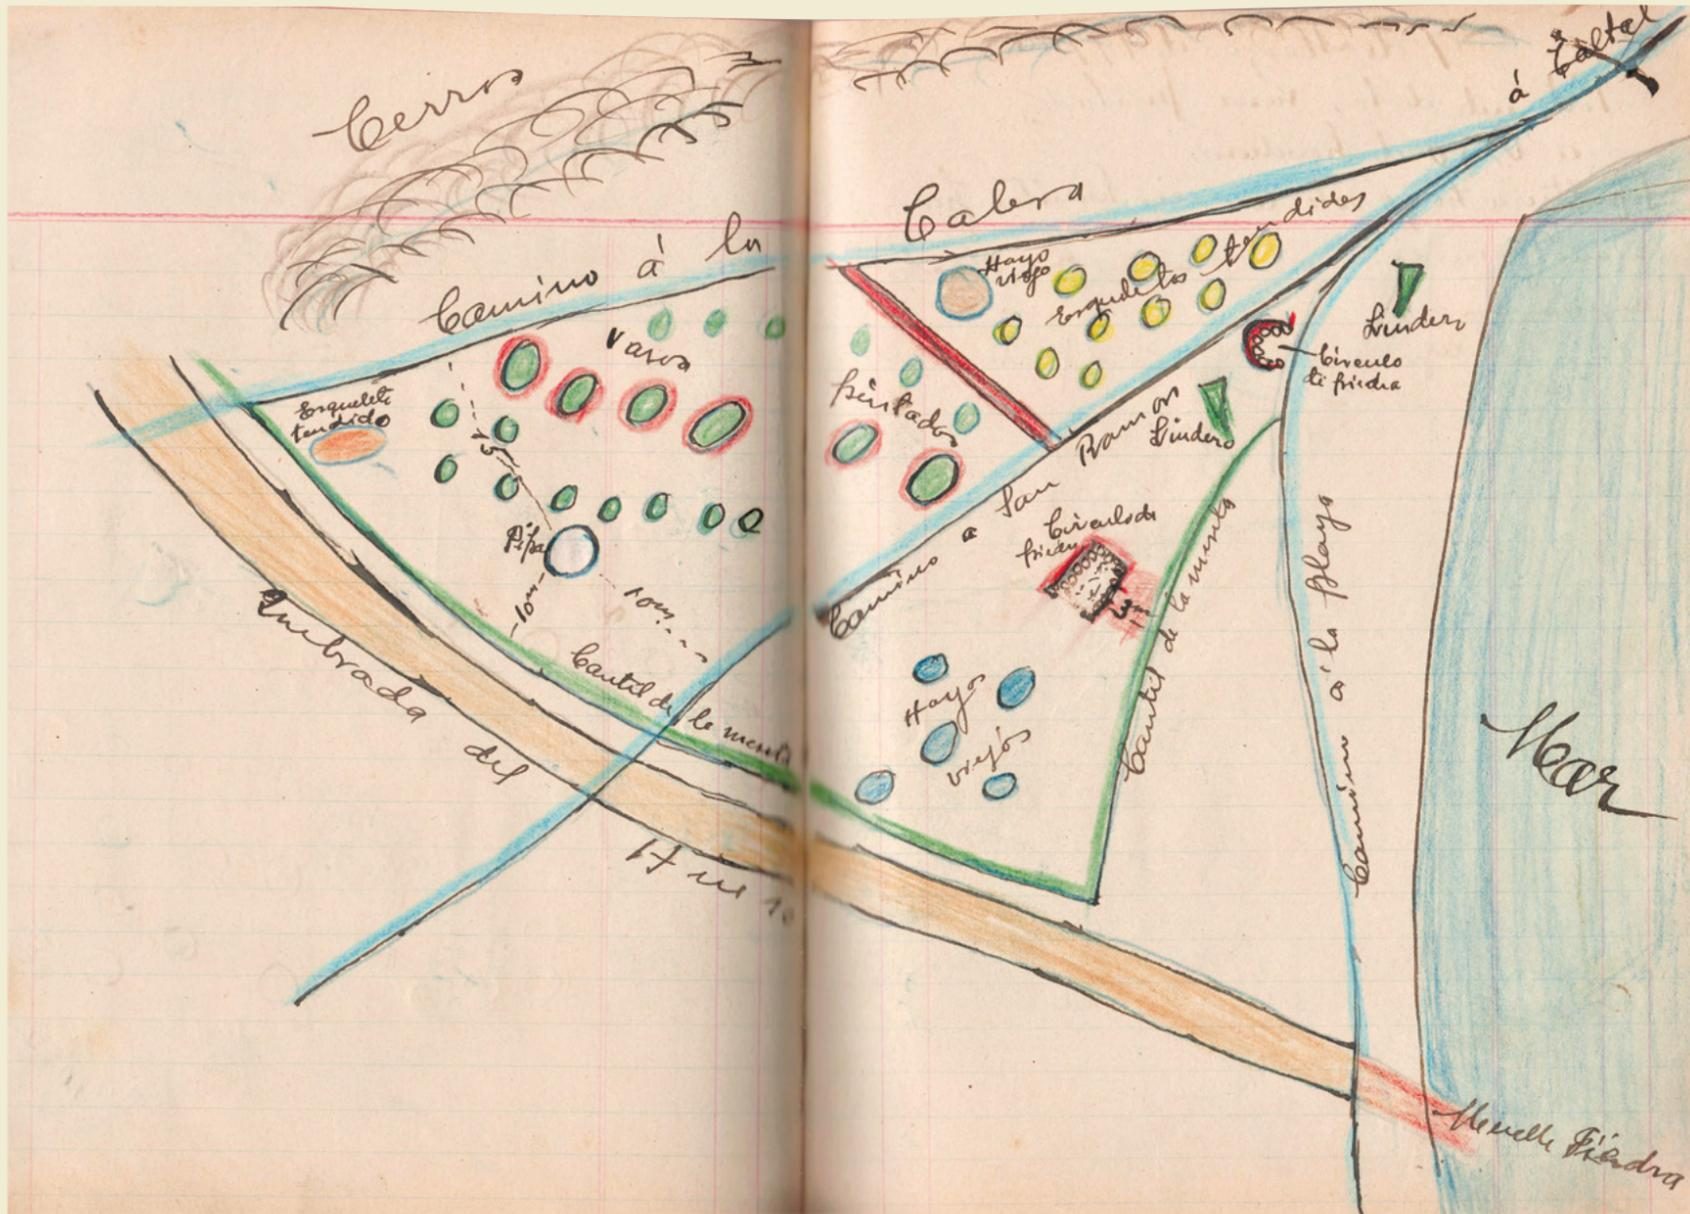 Cerros
á Taltal
Camino á la Calera
Hoyo
viejo
Esqueletos tendidos
Vasos
pintados
Esqueleto
tendido
Lindero
Circulo
de piedra
Lindero
Camino a San Ramon
Pipa
10m
10m
Circulo de
piedra
3m
Cantil de la meseta
Cantil de la meseta
Hoyos
viejos
Camino á la Playa
Mar
Quebrada del
Muelle Piedra